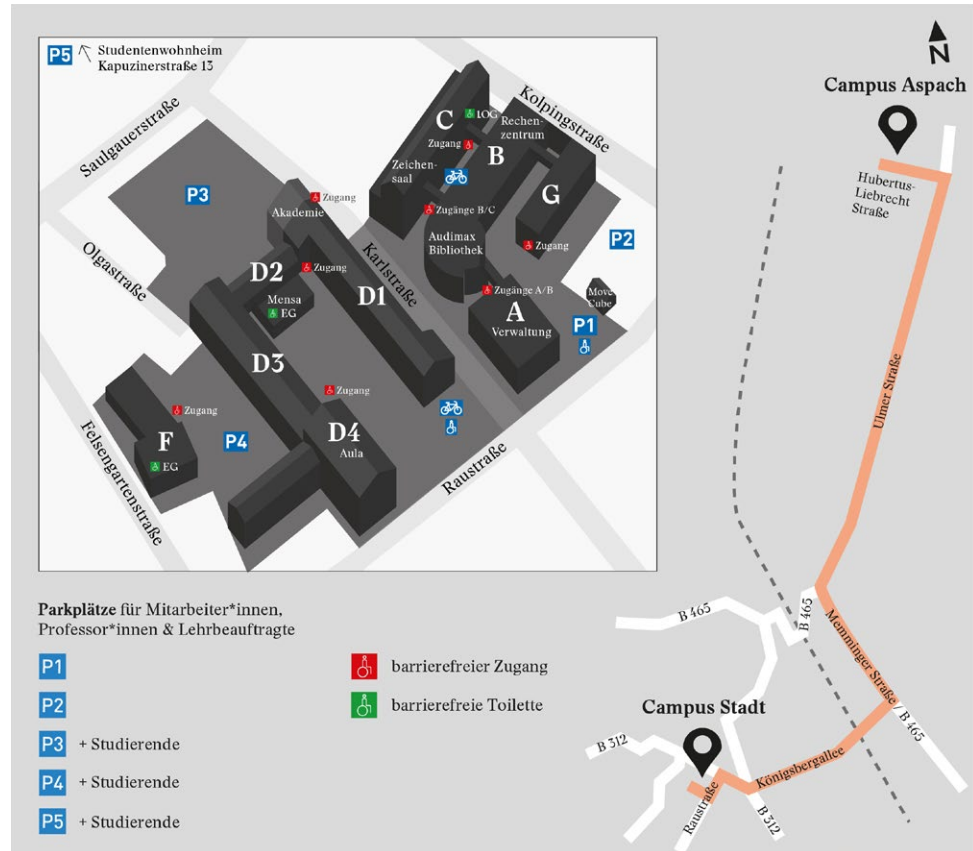 P5
Studentenwohnheim
Kapuzinerstraße 13
Saulgauerstraße
Kolpingstraße
C
LOG
Rechen-
zentrum
Zugang
B
Zeichen-
saal
P3
Zugang
Akademie
Zugänge B/C
G
Audimax
Bibliothek
Zugang
P2
Olgastraße
D2
Zugang
Karlstraße
D1
Mensa
EG
Zugänge A/B
Move
Cube
A
Verwaltung
P1
D3
Zugang
Zugang
F
P4
D4
Aula
EG
Felsengartenstraße
Raustraße
Parkplätze für Mitarbeiter*innen,
Professor*innen & Lehrbeauftragte
P1
P2
P3 + Studierende
P4 + Studierende
P5 + Studierende
barrierefreier Zugang
barrierefreie Toilette
N
Campus Aspach
Hubertus-
Liebrecht
Straße
Ulmer Straße
B 465
B 465
Memminger Straße / B 465
Campus Stadt
B 312
Königsbergallee
Raustraße
B 312